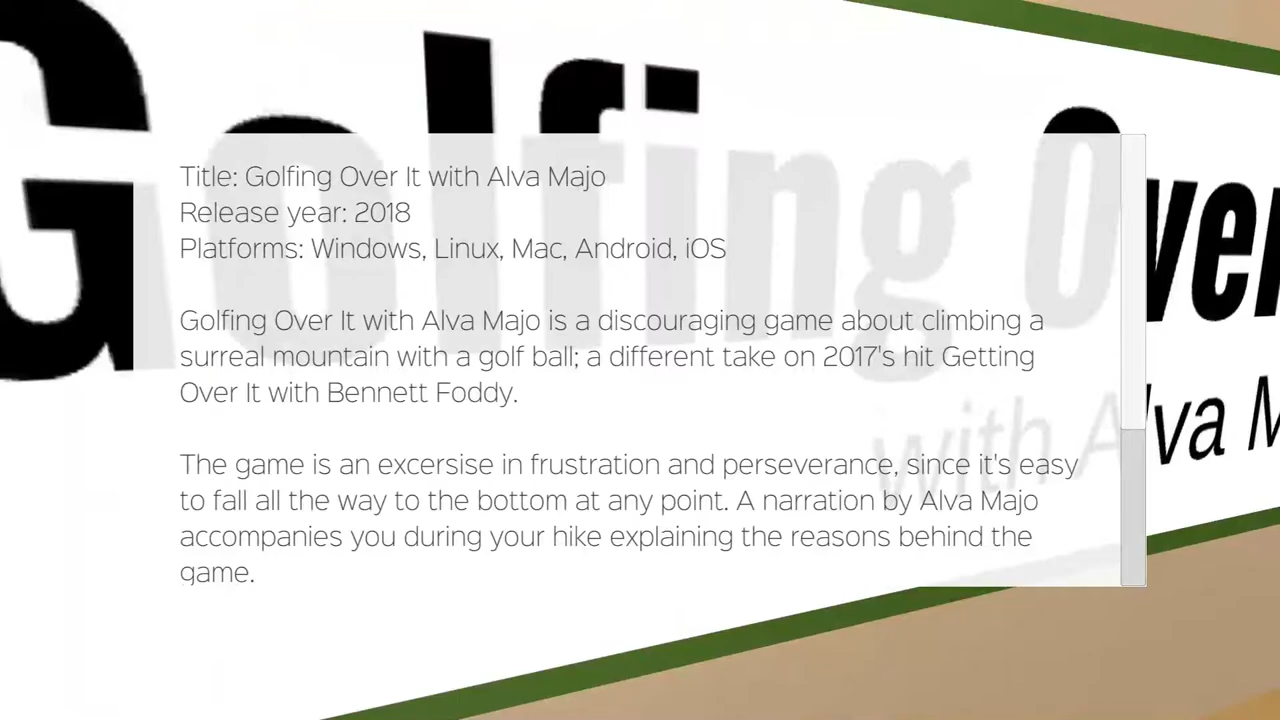 Golfing Over
with Alva M
Title: Golfing Over It with Alva Majo
Release year: 2018
Platforms: Windows, Linux, Mac, Android, iOS
Golfing Over It with Alva Majo is a discouraging game about climbing a
surreal mountain with a golf ball; a different take on 2017's hit Getting
Over It with Bennett Foddy.
The game is an excersise in frustration and perseverance, since it's easy
to fall all the way to the bottom at any point. A narration by Alva Majo
accompanies you during your hike explaining the reasons behind the
game.